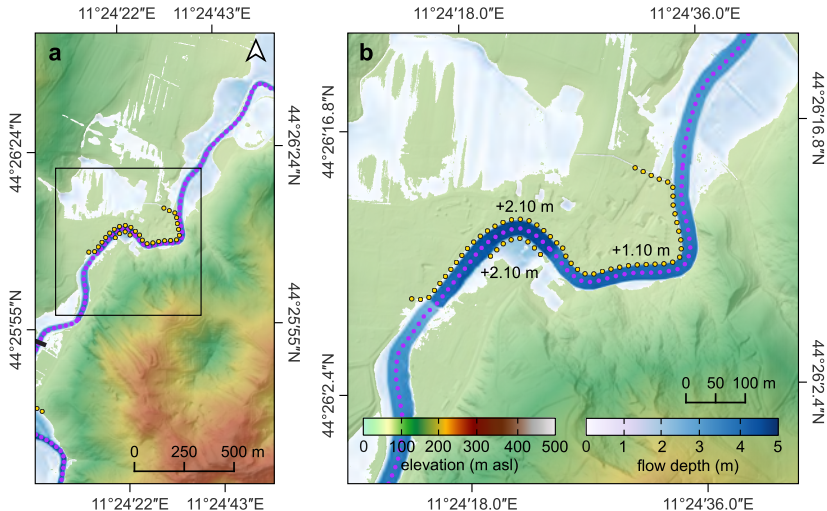 11°24′22″E 11°24′43″E
11°24′18.0″E 11°24′36.0″E
a
b
44°26′24″N
44°26′24″N
44°26′16.8″N
44°26′16.8″N
+2.10 m
+2.10 m
+1.10 m
44°25′55″N
44°25′55″N
44°26′2.4″N
44°26′2.4″N
0 50 100 m
0 250 500 m
0 100 200 300 400 500
elevation (m asl)
0 1 2 3 4 5
flow depth (m)
11°24′22″E 11°24′43″E
11°24′18.0″E 11°24′36.0″E